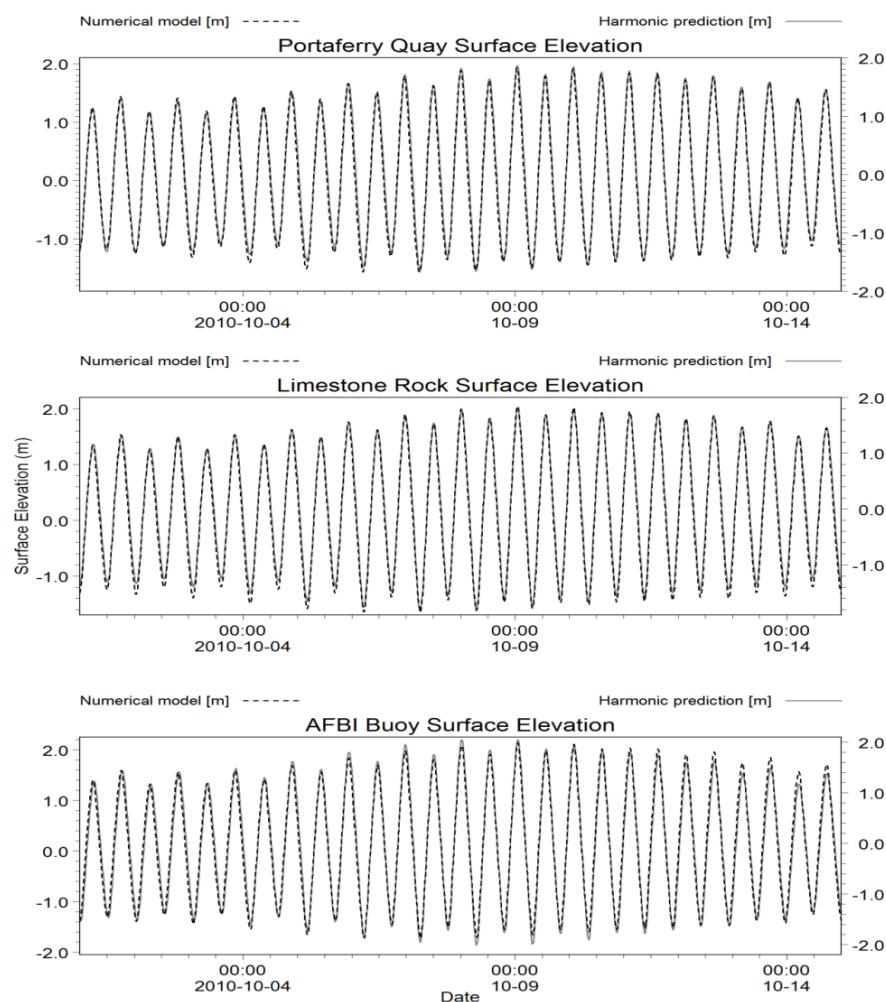 Numerical model [m] Harmonic prediction [m]
Portaferry Quay Surface Elevation
2.0 2.0
1.0 1.0
0.0 0.0
-1.0 -1.0
-2.0
00:00 00:00 00:00
2010-10-04 10-09 10-14
Numerical model [m] Harmonic prediction [m]
Limestone Rock Surface Elevation
2.0 2.0
1.0 1.0
Surface Elevation (m)
0.0 0.0
-1.0 -1.0
00:00 00:00 00:00
2010-10-04 10-09 10-14
Numerical model [m] Harmonic prediction [m]
AFBI Buoy Surface Elevation
2.0 2.0
1.0 1.0
0.0 0.0
-1.0 -1.0
-2.0 -2.0
00:00 00:00 00:00
2010-10-04 10-09 10-14
Date